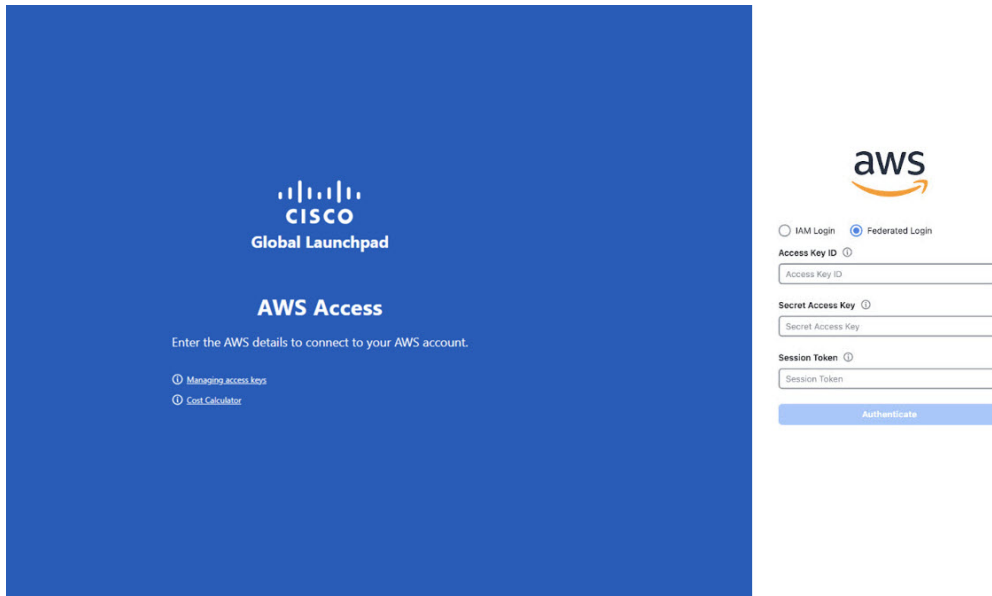 CISCO
Global Launchpad
AWS Access
Enter the AWS details to connect to your AWS account.
Managing access keys
Cost Calculator
aws
IAM Login
Federated Login
Access Key ID
Access Key ID
Secret Access Key
Secret Access Key
Session Token
Session Token
Authenticate